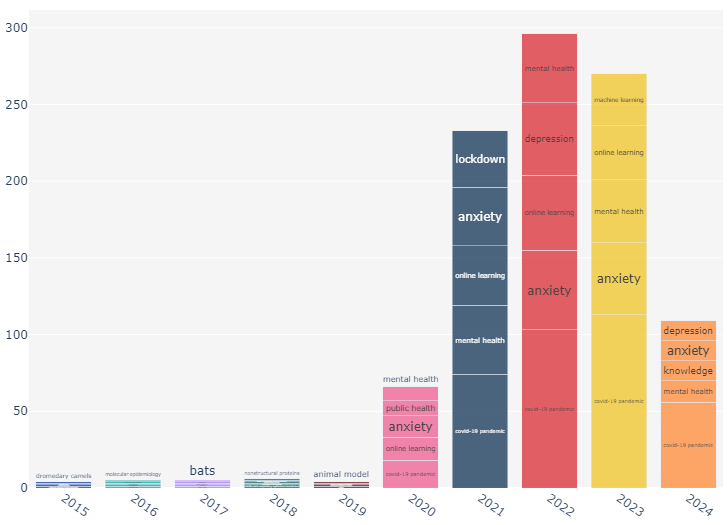 300
250
200
150
100
50
0
dromedary camels
molecular epidemiology
bats
nonstructural proteins
animal model
mental health
public health
anxiety
online learning
covid-19 pandemic
lockdown
anxiety
online learning
mental health
covid-19 pandemic
mental health
depression
online learning
anxiety
covid-19 pandemic
machine learning
online learning
mental health
anxiety
covid-19 pandemic
depression
anxiety
knowledge
mental health
covid-19 pandemic
2015
2016
2017
2018
2019
2020
2021
2022
2023
2024